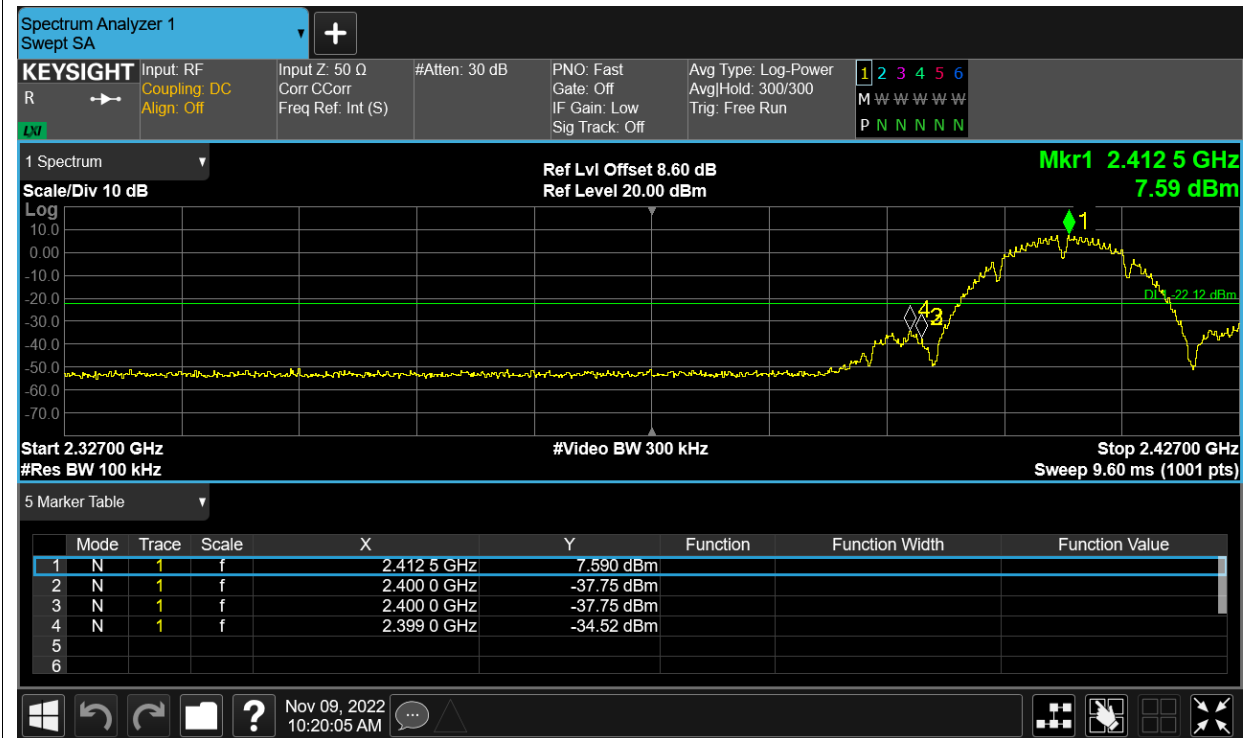 Spectrum Analyzer 1
Swept SA
+
KEYSIGHT Input: RF Input Z: 50 Ω #Atten: 30 dB PNO: Fast Avg Type: Log-Power 1 2 3 4 5 6
R Coupling: DC Corr CCorr Gate: Off Avg|Hold: 300/300 M W W W W W W
Align: Off Freq Ref: Int (S) IF Gain: Low Trig: Free Run
LXI Sig Track: Off P N N N N N N
1 Spectrum Ref Lvl Offset 8.60 dB Mkr1 2.412 5 GHz
Scale/Div 10 dB Ref Level 20.00 dBm 7.59 dBm
Log
10.0 1
0.00
-10.0
-20.0 DL1 -22.12 dBm
-30.0 4
-40.0
-50.0
-60.0
-70.0
Start 2.32700 GHz #Video BW 300 kHz Stop 2.42700 GHz
#Res BW 100 kHz Sweep 9.60 ms (1001 pts)
5 Marker Table
Mode Trace Scale X Y Function Function Width Function Value
1 N 1 f 2.412 5 GHz 7.590 dBm
2 N 1 f 2.400 0 GHz -37.75 dBm
3 N 1 f 2.400 0 GHz -37.75 dBm
4 N 1 f 2.399 0 GHz -34.52 dBm
5
6
? Nov 09, 2022
10:20:05 AM